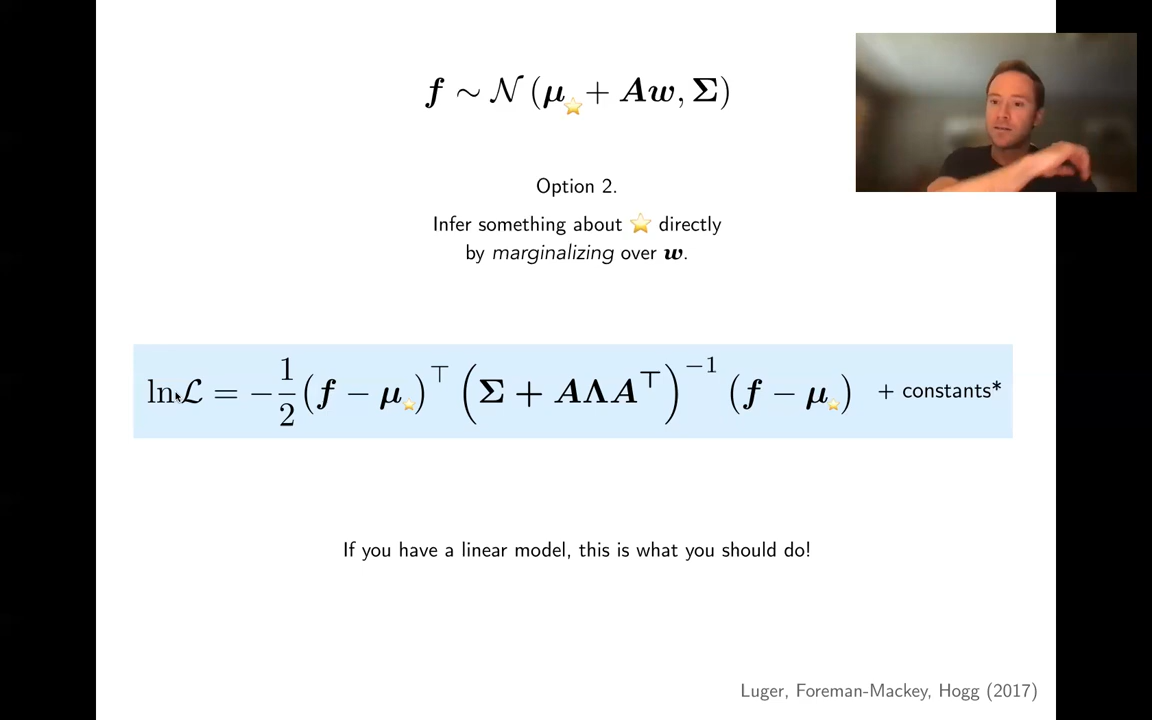 f ∼ 𝒩 (μ⭐ + Aw, Σ)
Option 2.
Infer something about ⭐ directly
by marginalizing over w.
ln ℒ = −1/2 (f − μ⭐)⊤ (Σ + AΛA⊤)−1 (f − μ⭐) + constants*
If you have a linear model, this is what you should do!
Luger, Foreman-Mackey, Hogg (2017)